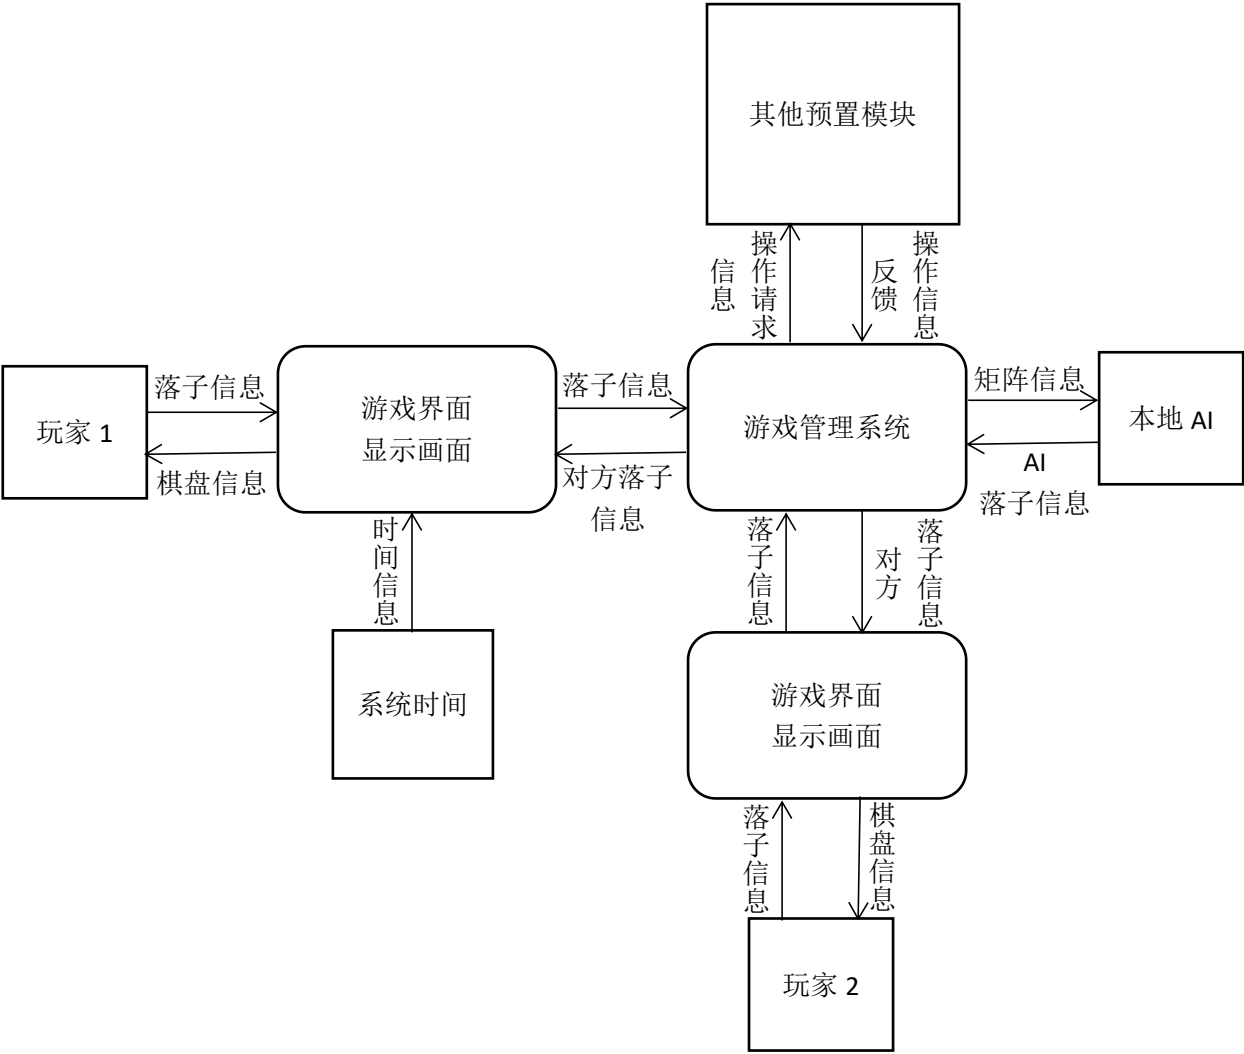 其他预置模块
操作请求
信息
反馈
操作信息
玩家 1
落子信息
棋盘信息
游戏界面
显示画面
落子信息
对方落子
信息
游戏管理系统
矩阵信息
AI
落子信息
本地 AI
时间信息
系统时间
落子信息
对方
落子信息
游戏界面
显示画面
落子信息
棋盘信息
玩家 2